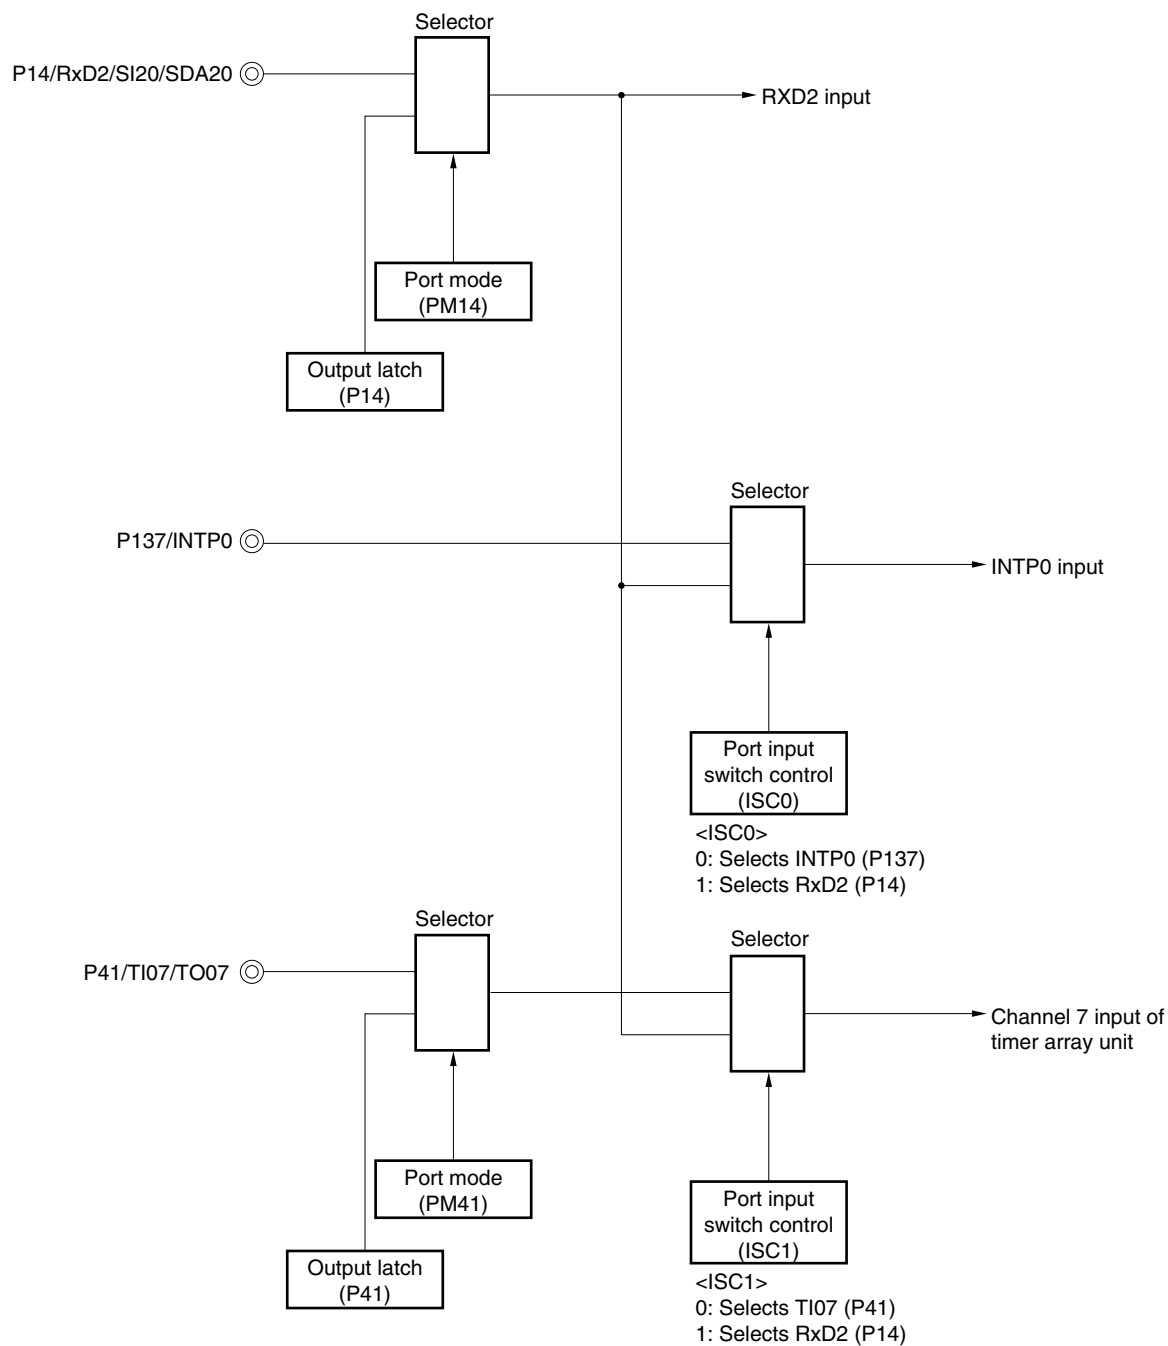 Selector
P14/RxD2/SI20/SDA20
RXD2 input
Port mode
(PM14)
Output latch
(P14)
Selector
P137/INTP0
INTP0 input
Port input
switch control
(ISC0)
<ISC0>
0: Selects INTP0 (P137)
1: Selects RxD2 (P14)
Selector
Selector
P41/TI07/TO07
Channel 7 input of
timer array unit
Port mode
(PM41)
Port input
switch control
(ISC1)
Output latch
(P41)
<ISC1>
0: Selects TI07 (P41)
1: Selects RxD2 (P14)